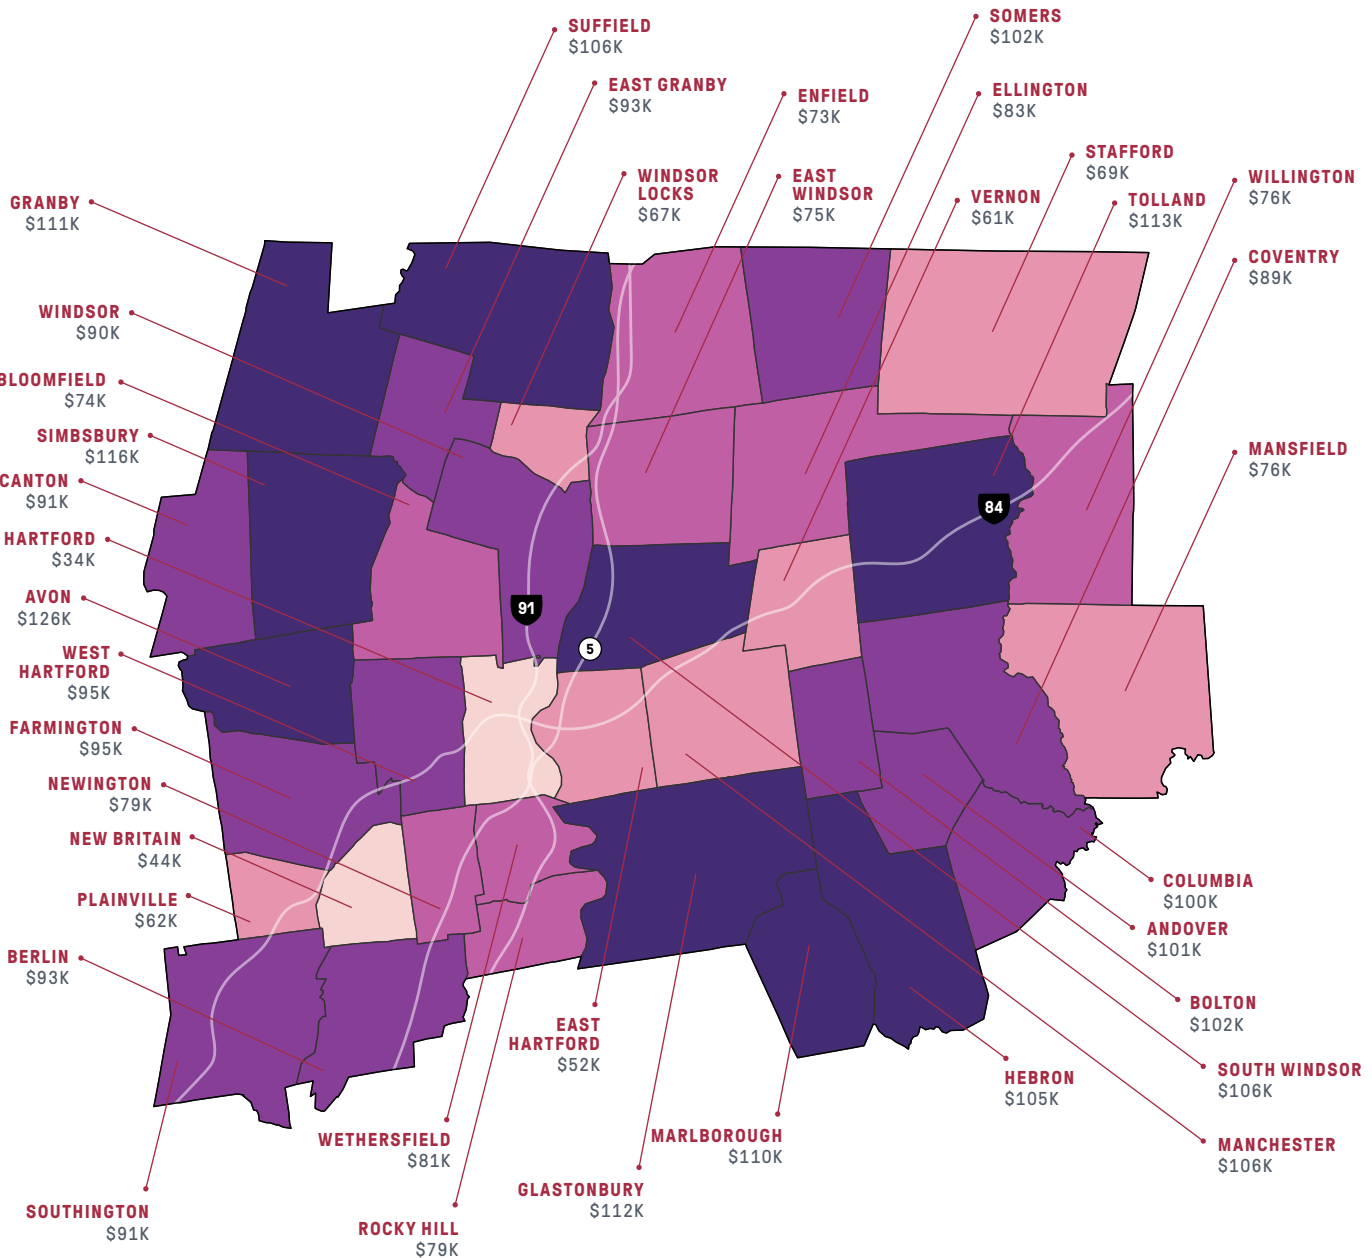 SUFFIELD
$106K
SOMERS
$102K
EAST GRANBY
$93K
ENFIELD
$73K
ELLINGTON
$83K
STAFFORD
$69K
WINDSOR
LOCKS
$67K
EAST
WINDSOR
$75K
VERNON
$61K
TOLLAND
$113K
WILLINGTON
$76K
GRANBY
$111K
COVENTRY
$89K
WINDSOR
$90K
BLOOMFIELD
$74K
SIMBSBURY
$116K
MANSFIELD
$76K
CANTON
$91K
84
HARTFORD
$34K
AVON
$126K
91
5
WEST
HARTFORD
$95K
FARMINGTON
$95K
NEWINGTON
$79K
NEW BRITAIN
$44K
PLAINVILLE
$62K
COLUMBIA
$100K
ANDOVER
$101K
BERLIN
$93K
BOLTON
$102K
EAST
HARTFORD
$52K
SOUTH WINDSOR
$106K
HEBRON
$105K
WETHERSFIELD
$81K
MARLBOROUGH
$110K
MANCHESTER
$106K
GLASTONBURY
$112K
SOUTHINGTON
$91K
ROCKY HILL
$79K